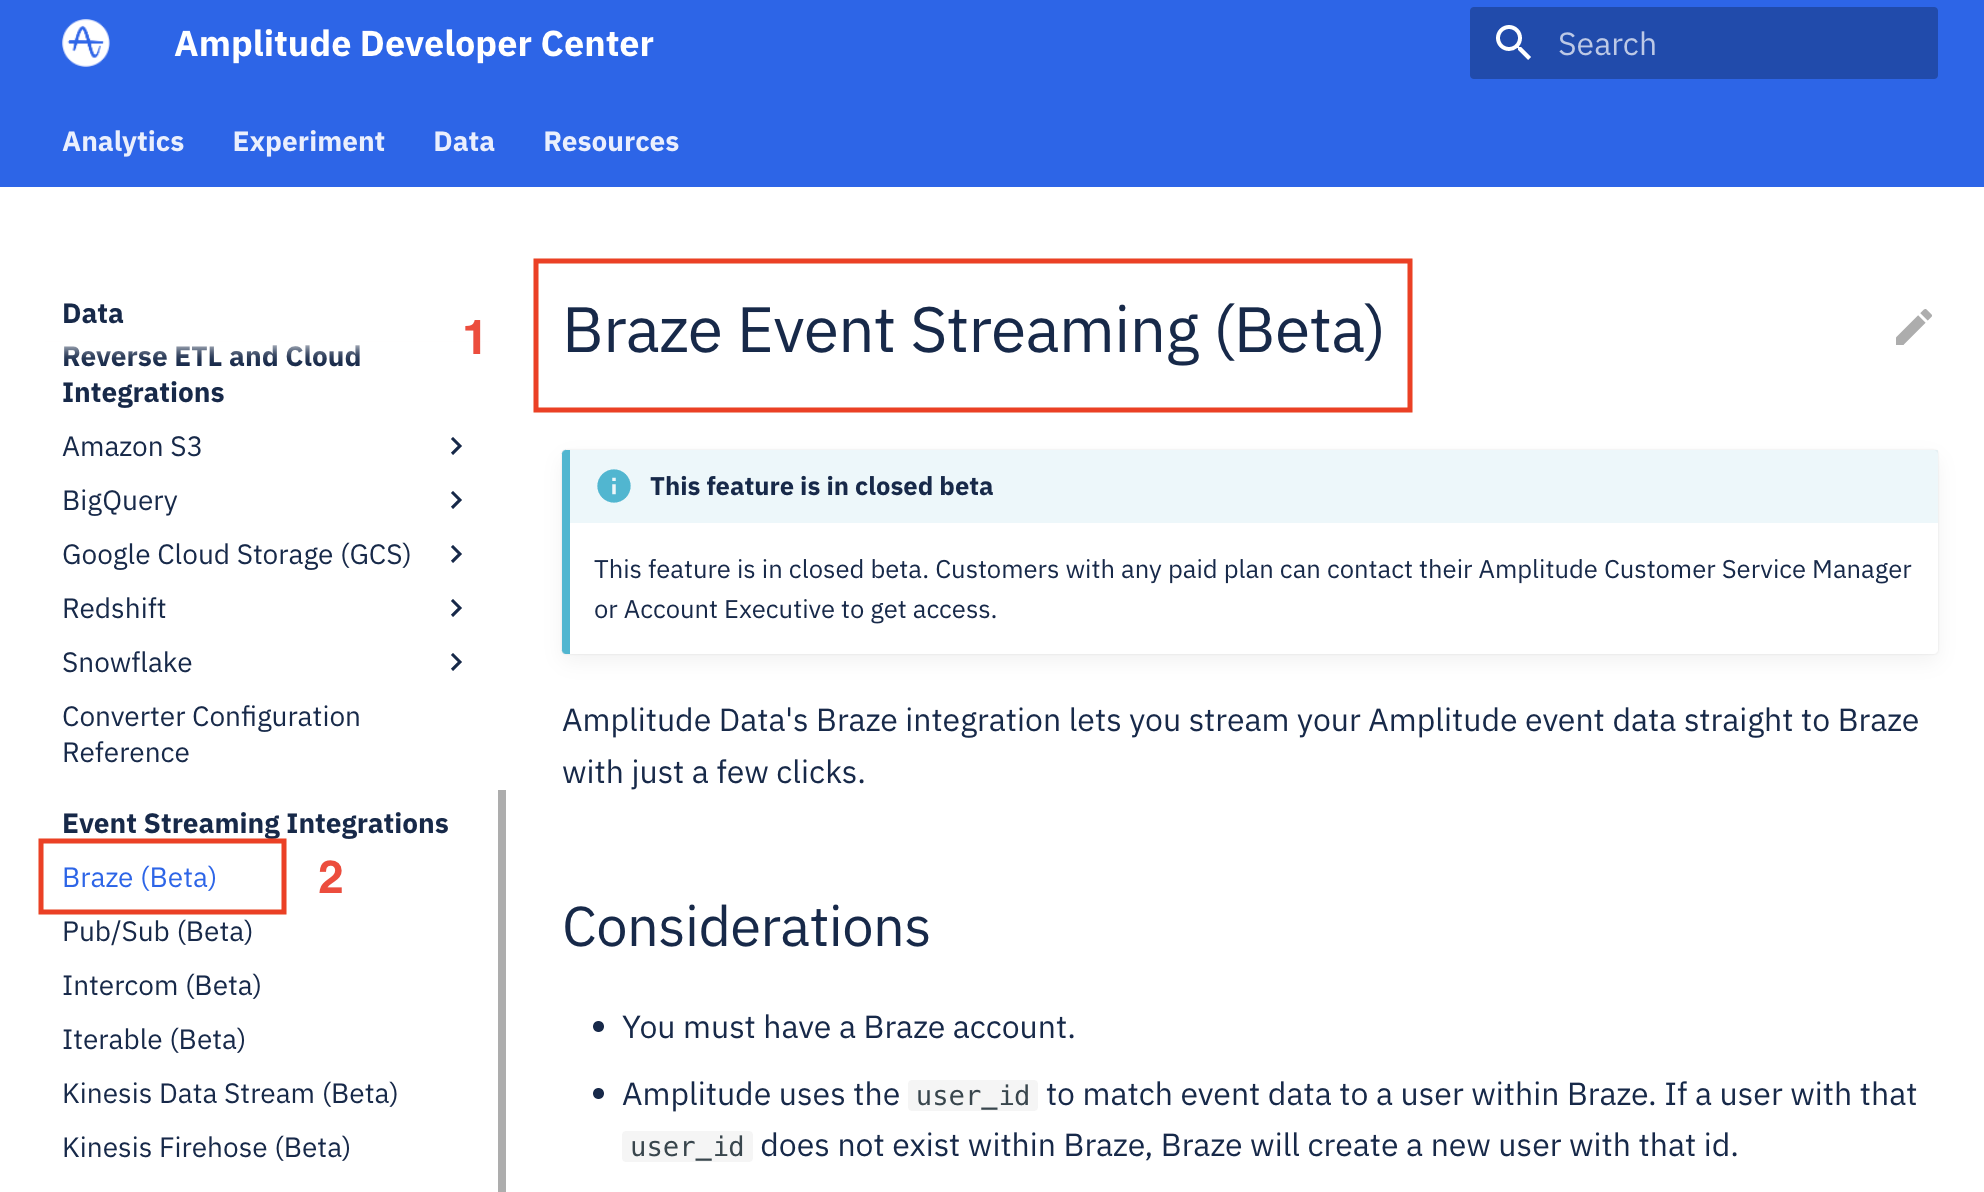 Amplitude Developer Center
Search
Analytics Experiment Data Resources
Data
Reverse ETL and Cloud
Integrations
Amazon S3
BigQuery
Google Cloud Storage (GCS)
Redshift
Snowflake
Converter Configuration
Reference
Event Streaming Integrations
Braze (Beta)
2
Pub/Sub (Beta)
Intercom (Beta)
Iterable (Beta)
Kinesis Data Stream (Beta)
Kinesis Firehose (Beta)
1
Braze Event Streaming (Beta)
This feature is in closed beta
This feature is in closed beta. Customers with any paid plan can contact their Amplitude Customer Service Manager
or Account Executive to get access.
Amplitude Data's Braze integration lets you stream your Amplitude event data straight to Braze
with just a few clicks.
Considerations
• You must have a Braze account.
• Amplitude uses the user_id to match event data to a user within Braze. If a user with that
user_id does not exist within Braze, Braze will create a new user with that id.